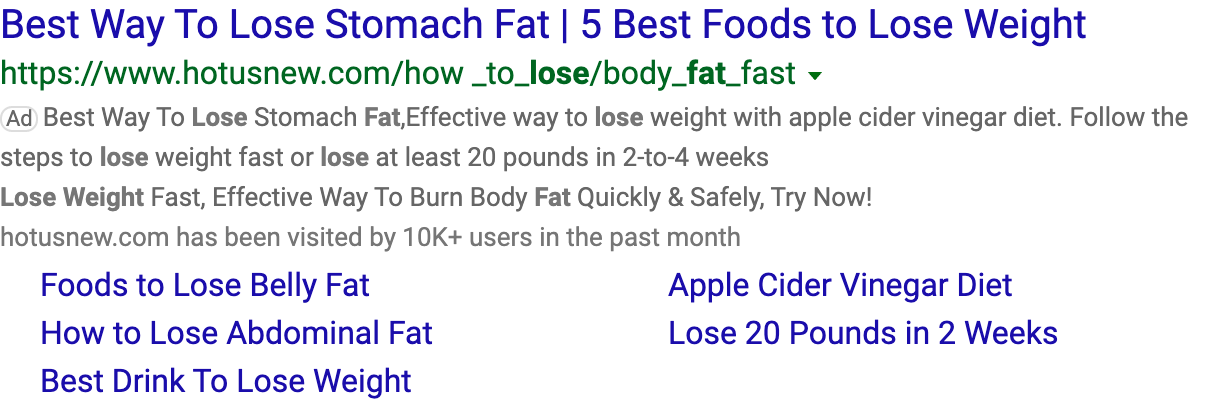 Best Way To Lose Stomach Fat | 5 Best Foods to Lose Weight
https://www.hotusnew.com/how _to_lose/body_fat_fast
Ad Best Way To Lose Stomach Fat,Effective way to lose weight with apple cider vinegar diet. Follow the
steps to lose weight fast or lose at least 20 pounds in 2-to-4 weeks
Lose Weight Fast, Effective Way To Burn Body Fat Quickly & Safely, Try Now!
hotusnew.com has been visited by 10K+ users in the past month
Foods to Lose Belly Fat
Apple Cider Vinegar Diet
How to Lose Abdominal Fat
Lose 20 Pounds in 2 Weeks
Best Drink To Lose Weight